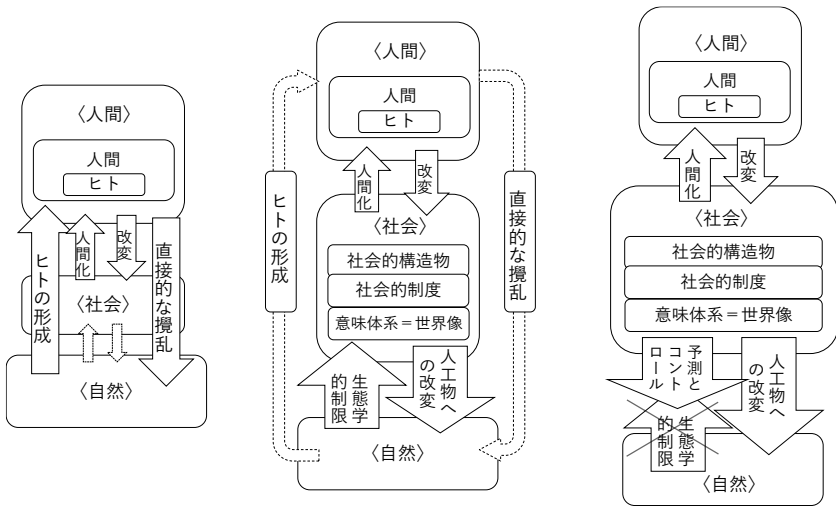 〈人間〉
人間
ヒト
ヒトの形成
人間化
改変
直接的な攪乱
〈社会〉
〈自然〉
〈人間〉
人間
ヒト
人間化
改変
ヒトの形成
直接的な攪乱
〈社会〉
社会的構造物
社会的制度
意味体系＝世界像
生態学
的制限
人工物へ
の改変
〈自然〉
〈人間〉
人間
ヒト
人間化
改変
〈社会〉
社会的構造物
社会的制度
意味体系＝世界像
予測と
コント
ロール
人工物へ
の改変
生態学
的制限
〈自然〉